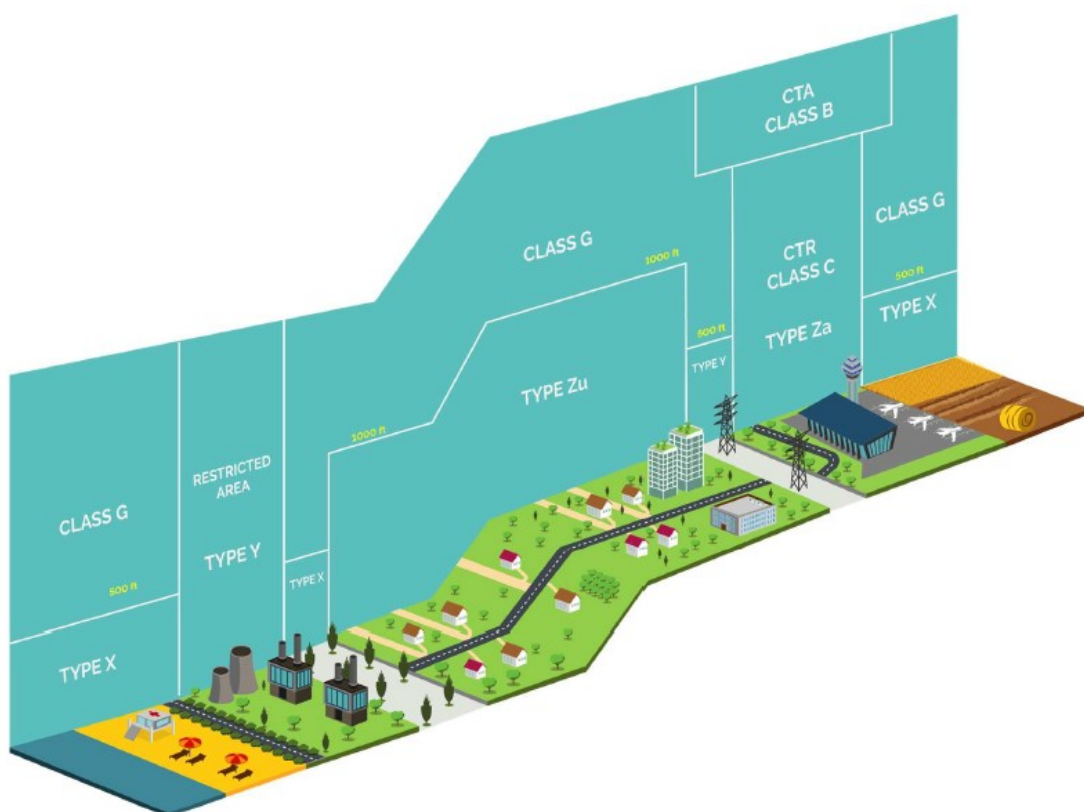 CTA
CLASS B
CLASS G
CLASS G
1000 ft
CTR
CLASS C
500 ft
TYPE X
500 ft
TYPE Za
TYPE Y
TYPE Zu
1000 ft
RESTRICTED
AREA
CLASS G
TYPE Y
TYPE X
500 ft
TYPE X